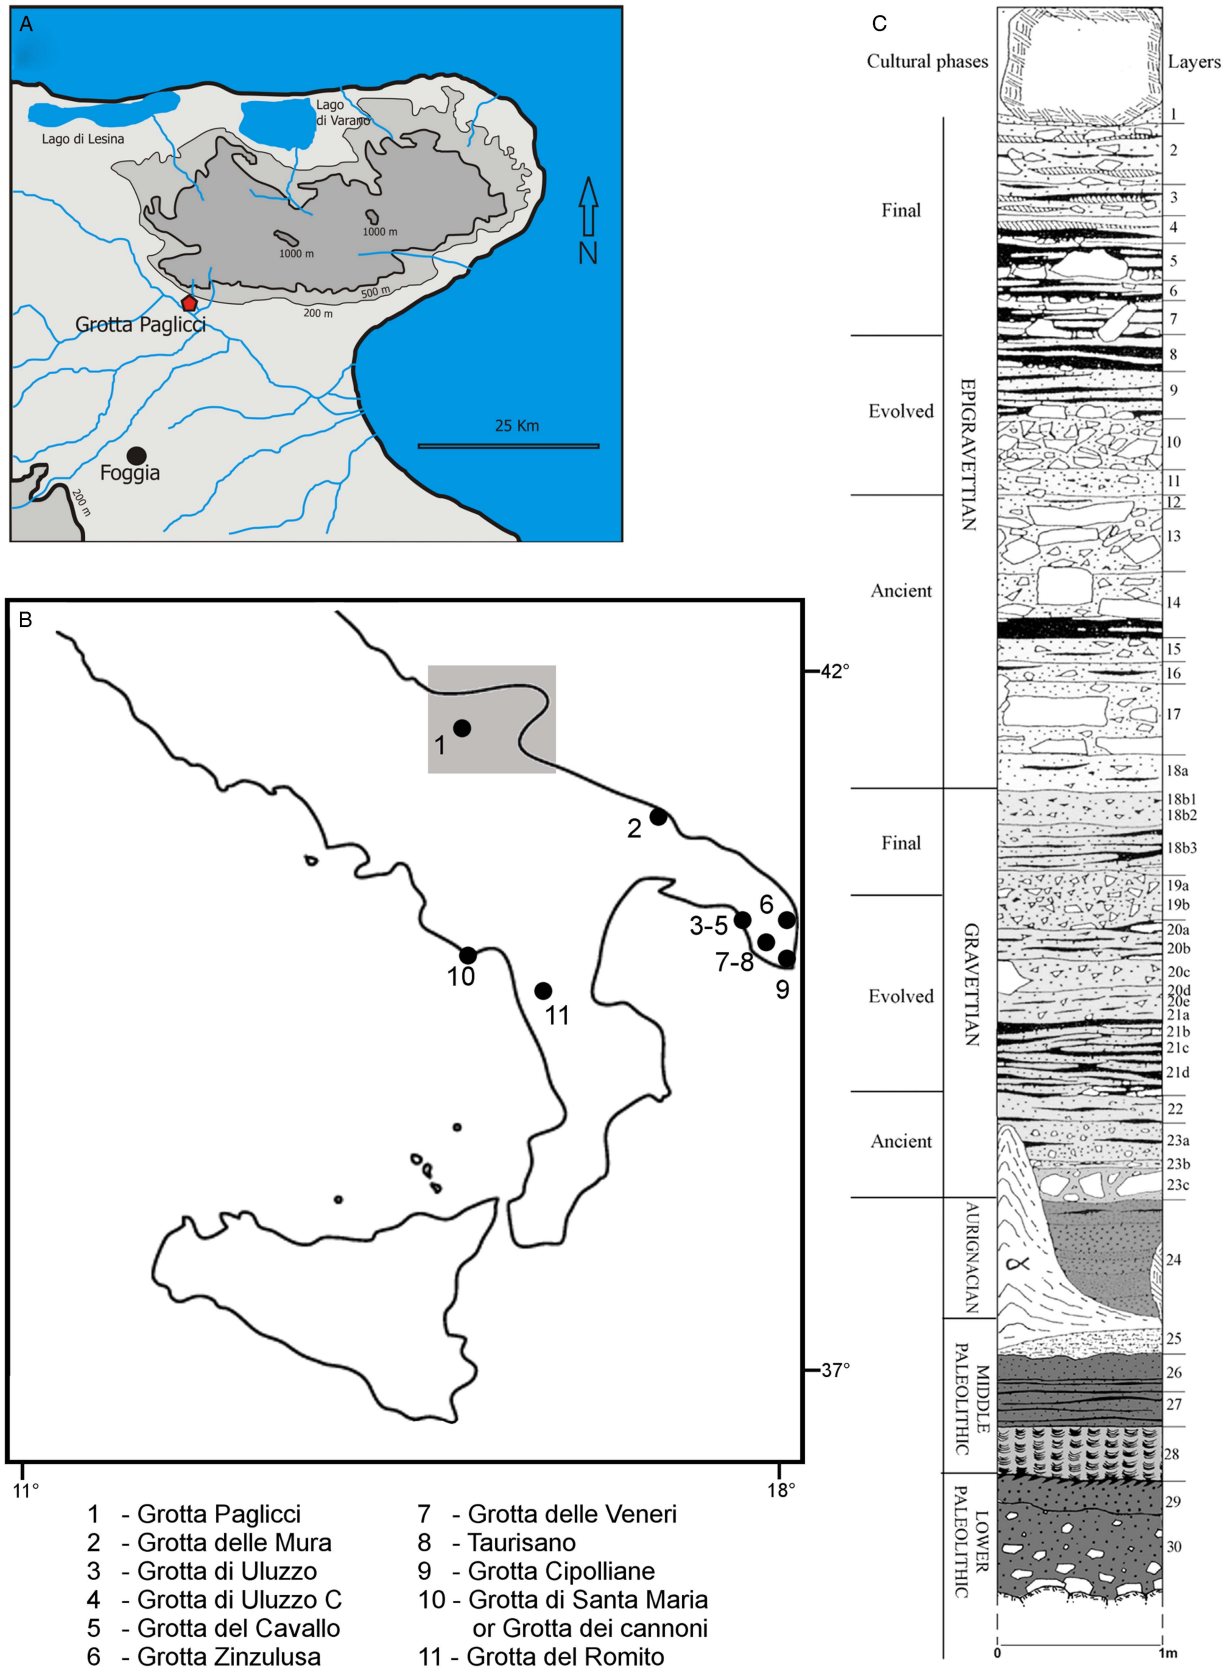 A
Lago di Lesina
Lago
di Varano
1000 m
1000 m
500 m
200 m
N
Grotta Paglicci
25 Km
Foggia
200 m
B
42°
1
2
3-5
6
7-8
9
10
11
37°
11°
18°
1 - Grotta Paglicci
2 - Grotta delle Mura
3 - Grotta di Uluzzo
4 - Grotta di Uluzzo C
5 - Grotta del Cavallo
6 - Grotta Zinzulusa
7 - Grotta delle Veneri
8 - Taurisano
9 - Grotta Cipolliane
10 - Grotta di Santa Maria
or Grotta dei cannoni
11 - Grotta del Romito
C
Cultural phases
Layers
Final
Evolved
Ancient
EPIGRAVETTIAN
Final
Evolved
Ancient
GRAVETTIAN
AURIGNACIAN
MIDDLE
PALEOLITHIC
LOWER
PALEOLITHIC
1
2
3
4
5
6
7
8
9
10
11
12
13
14
15
16
17
18a
18b1
18b2
18b3
19a
19b
20a
20b
20c
20d
20e
21a
21b
21c
21d
22
23a
23b
23c
24
25
26
27
28
29
30
α
0
1m